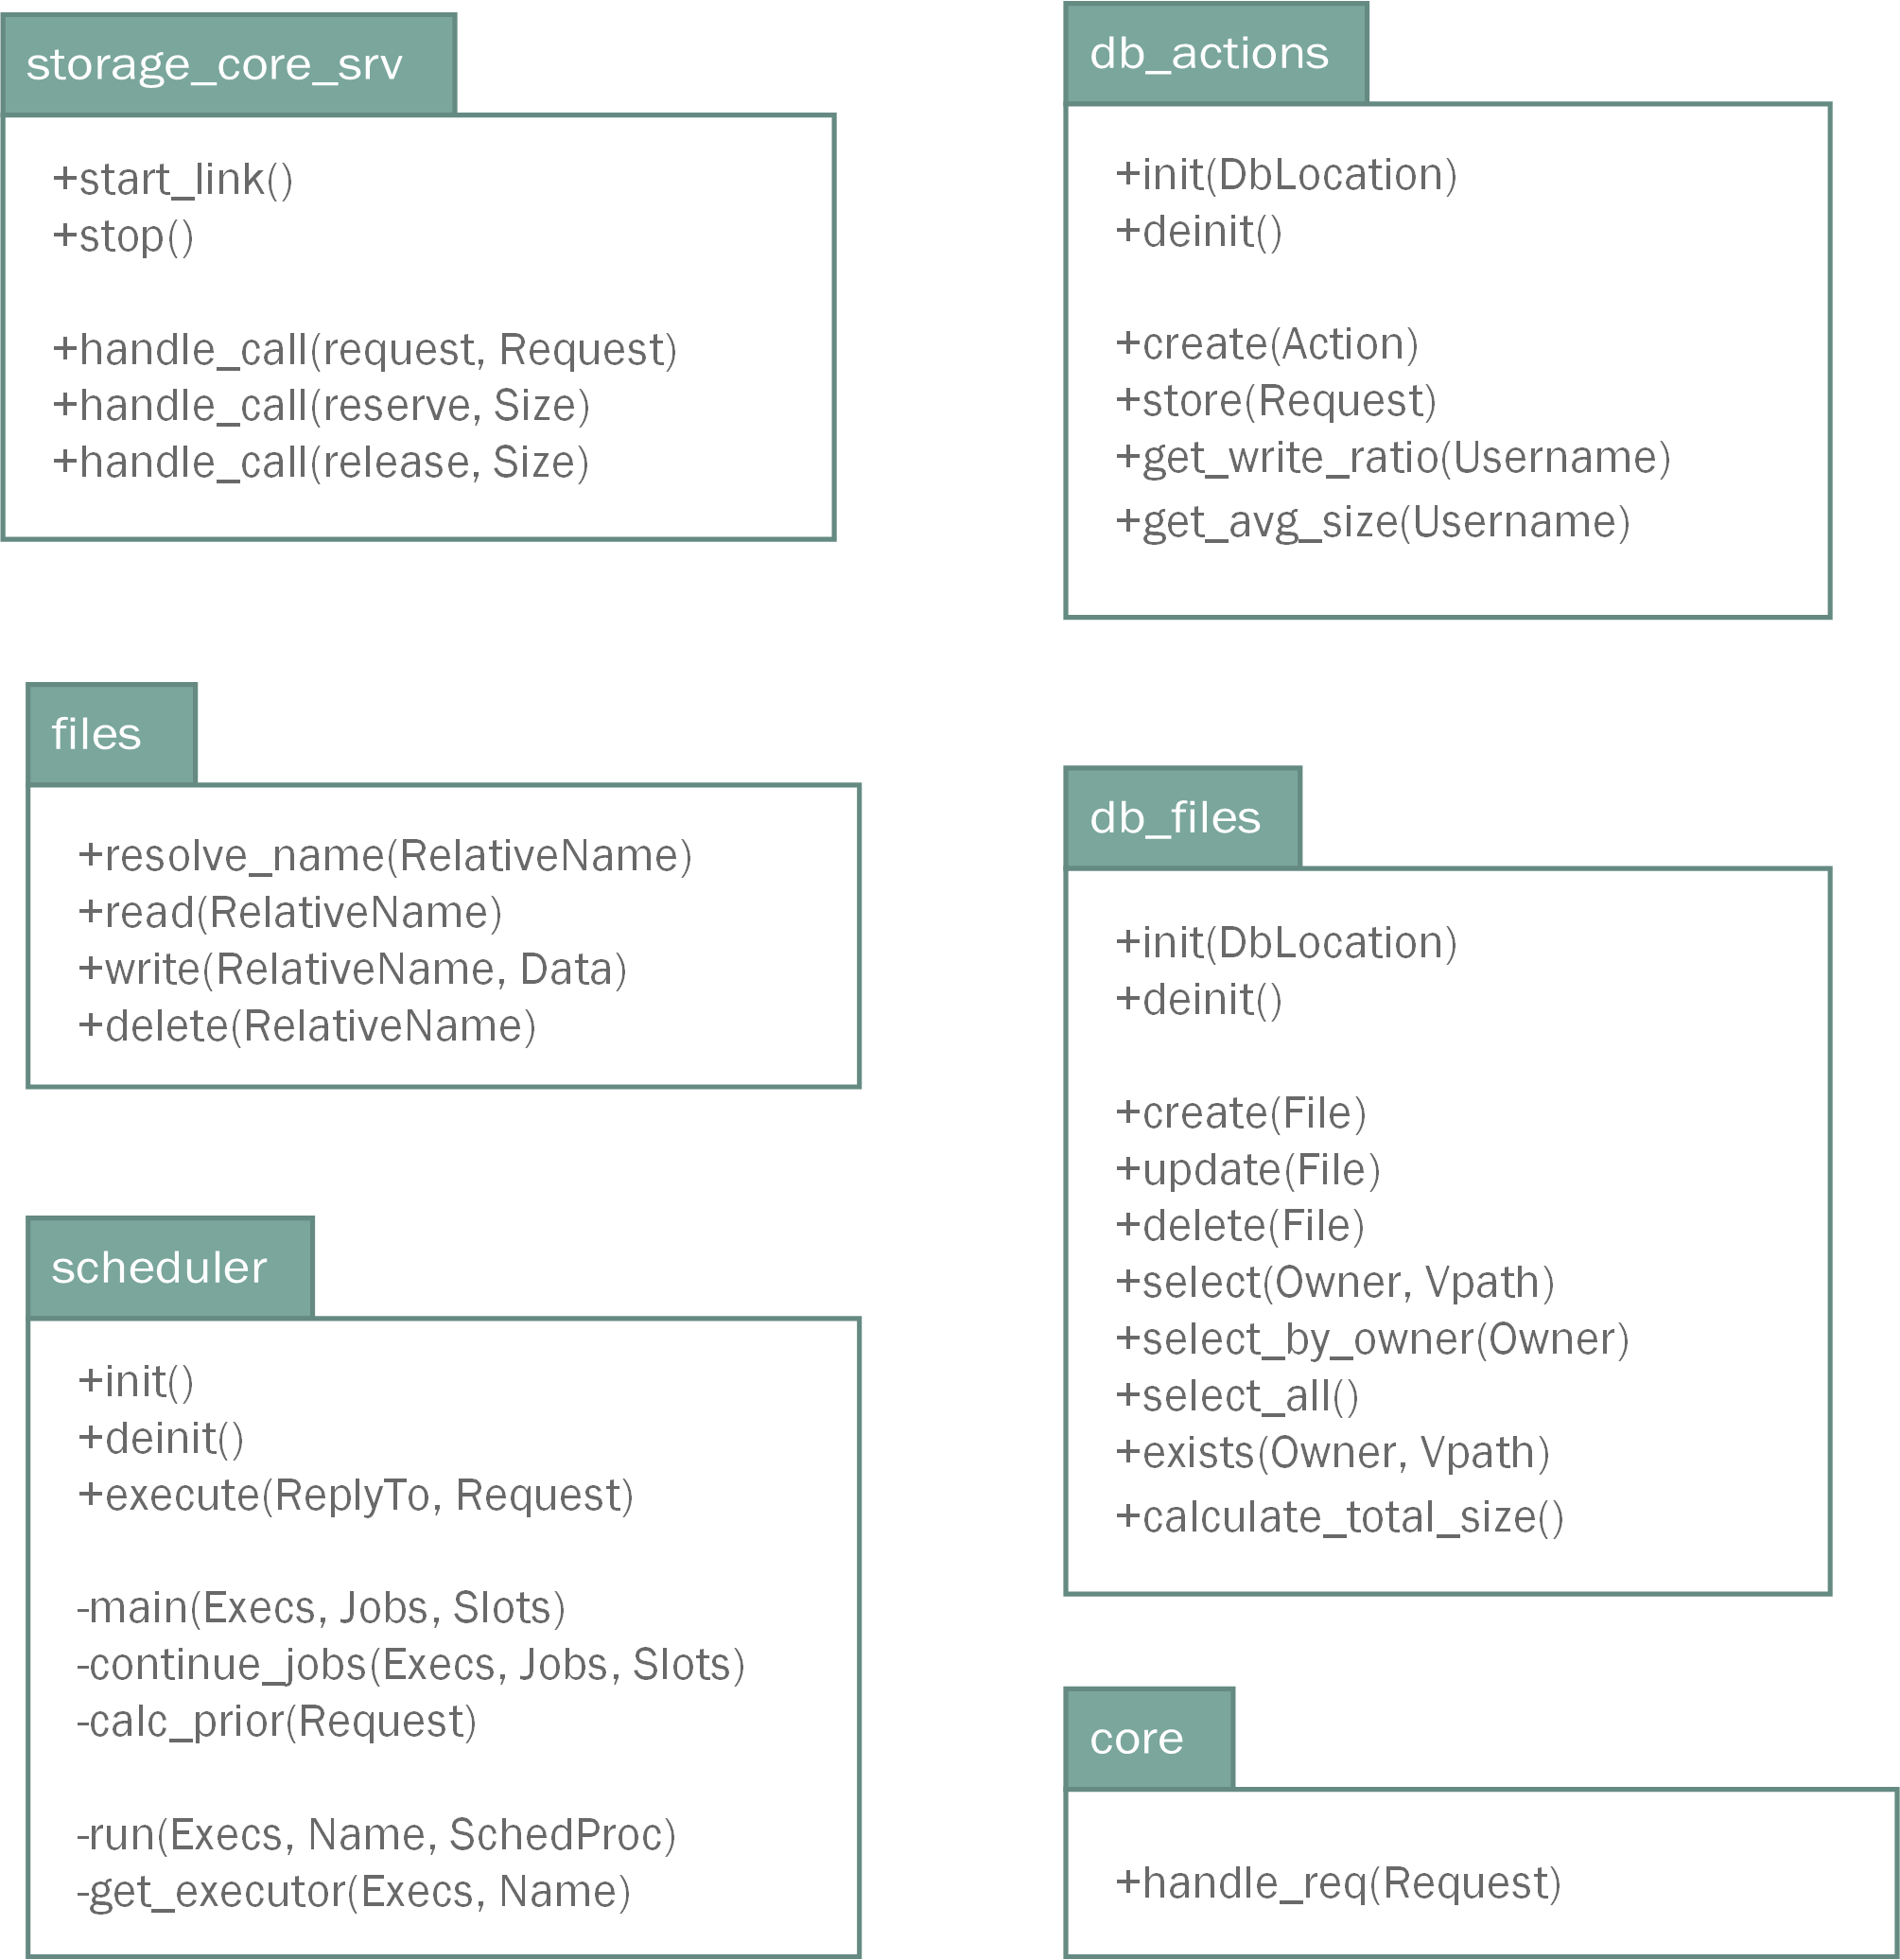 storage_core_srv
+start_link()
+stop()
+handle_call(request, Request)
+handle_call(reserve, Size)
+handle_call(release, Size)
files
+resolve_name(RelativeName)
+read(RelativeName)
+write(RelativeName, Data)
+delete(RelativeName)
scheduler
+init()
+deinit()
+execute(ReplyTo, Request)
-main(Execs, Jobs, Slots)
-continue_jobs(Execs, Jobs, Slots)
-calc_prior(Request)
-run(Execs, Name, SchedProc)
-get_executor(Execs, Name)
db_actions
+init(DbLocation)
+deinit()
+create(Action)
+store(Request)
+get_write_ratio(Username)
+get_avg_size(Username)
db_files
+init(DbLocation)
+deinit()
+create(File)
+update(File)
+delete(File)
+select(Owner, Vpath)
+select_by_owner(Owner)
+select_all()
+exists(Owner, Vpath)
+calculate_total_size()
core
+handle_req(Request)